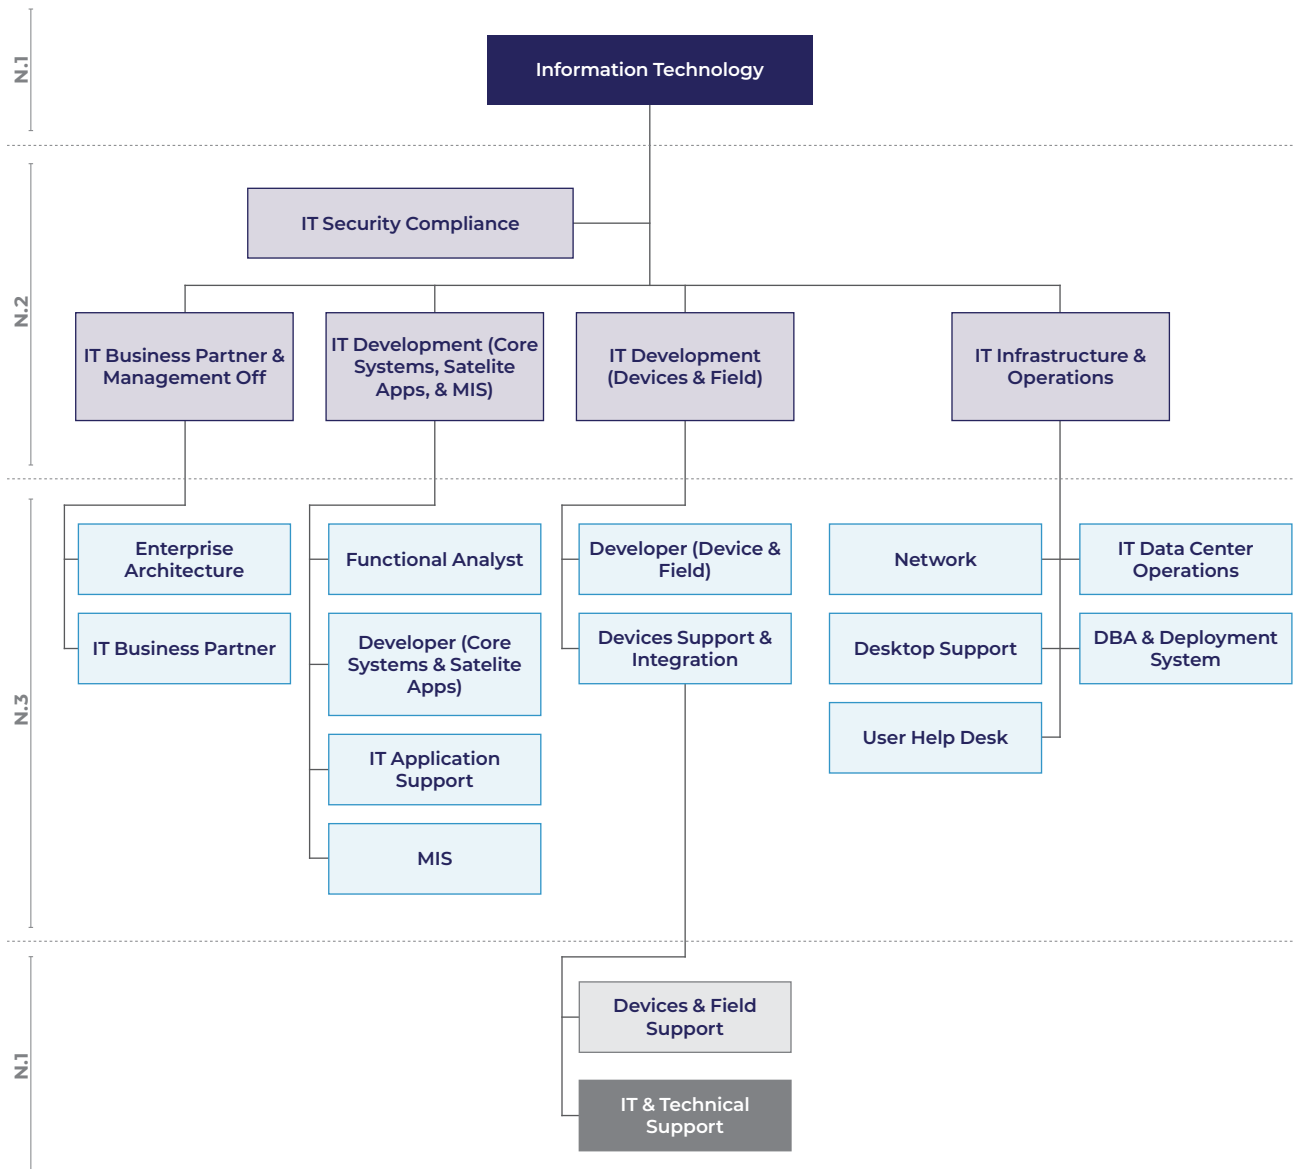 N.1
Information Technology
N.2
IT Security Compliance
IT Business Partner &
Management Off
IT Development (Core
Systems, Satelite
Apps, & MIS)
IT Development
(Devices & Field)
IT Infrastructure &
Operations
N.3
Enterprise
Architecture
IT Business Partner
Functional Analyst
Developer (Core
Systems & Satelite
Apps)
IT Application
Support
MIS
Developer (Device &
Field)
Devices Support &
Integration
Network
IT Data Center
Operations
Desktop Support
DBA & Deployment
System
User Help Desk
N.1
Devices & Field
Support
IT & Technical
Support